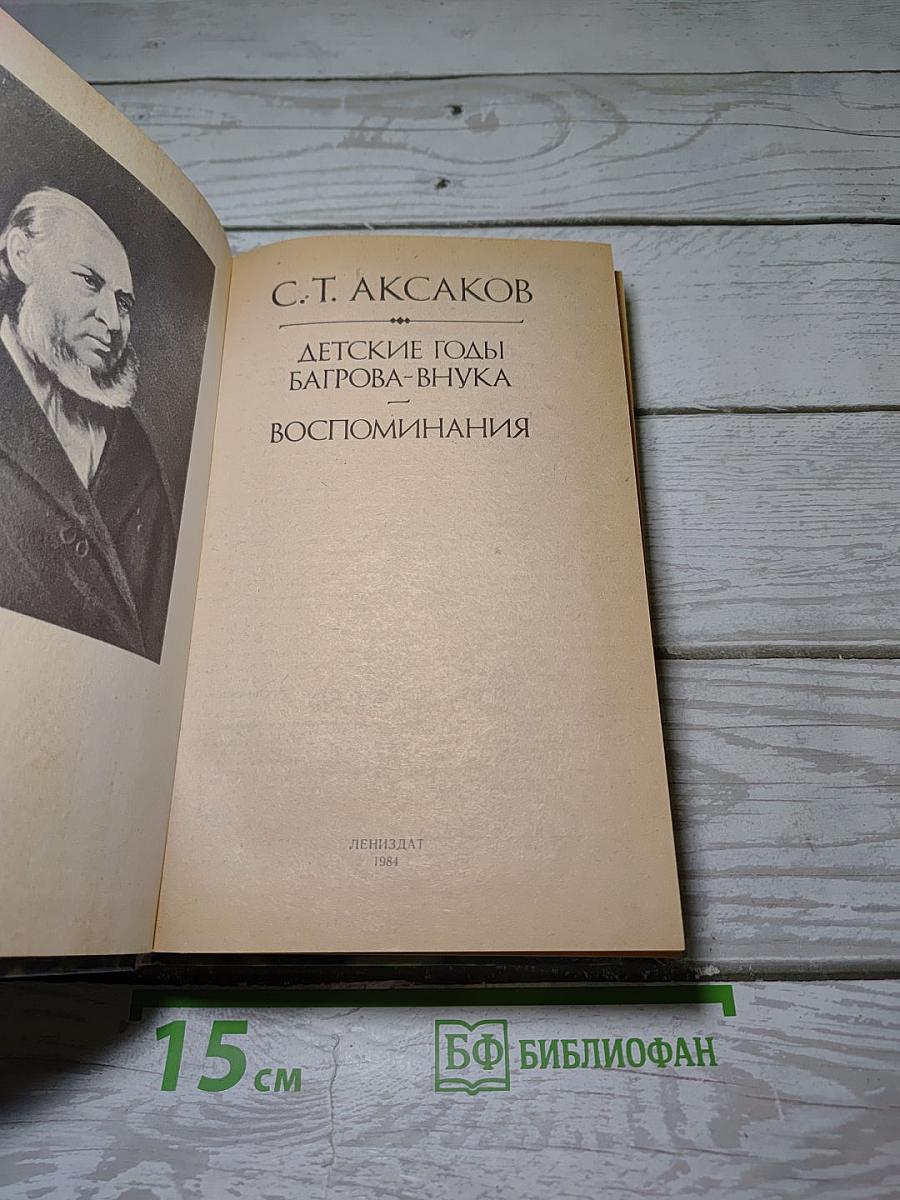 С.Т. АКСАКОВ
ДЕТСКИЕ ГОДЫ
БАГРОВА-ВНУКА
ВОСПОМИНАНИЯ
ЛЕНИЗДАТ
1984
15 см
БФ БИБЛИОФАН